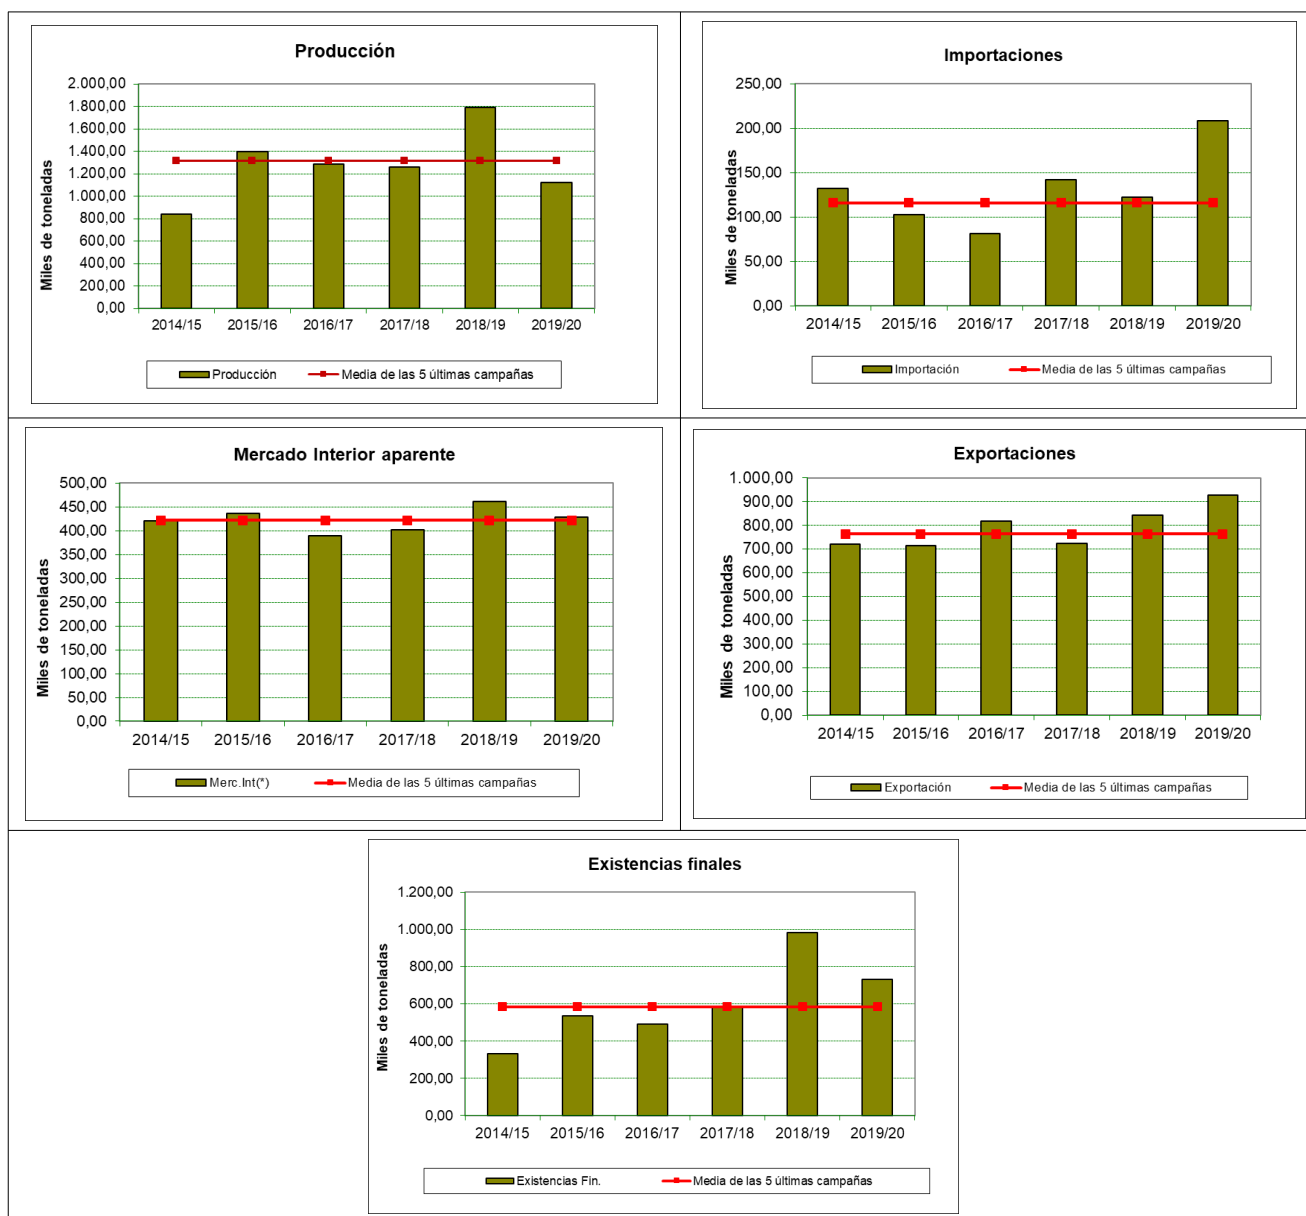 Producción
Miles de toneladas
2.000,00
1.800,00
1.600,00
1.400,00
1.200,00
1.000,00
800,00
600,00
400,00
200,00
0,00
2014/15 2015/16 2016/17 2017/18 2018/19 2019/20
Producción Media de las 5 últimas campañas
Importaciones
Miles de toneladas
250,00
200,00
150,00
100,00
50,00
0,00
2014/15 2015/16 2016/17 2017/18 2018/19 2019/20
Importación Media de las 5 últimas campañas
Mercado Interior aparente
Miles de toneladas
500,00
450,00
400,00
350,00
300,00
250,00
200,00
150,00
100,00
50,00
0,00
2014/15 2015/16 2016/17 2017/18 2018/19 2019/20
Merc.Int(*) Media de las 5 últimas campañas
Exportaciones
Miles de toneladas
1.000,00
900,00
800,00
700,00
600,00
500,00
400,00
300,00
200,00
100,00
0,00
2014/15 2015/16 2016/17 2017/18 2018/19 2019/20
Exportación Media de las 5 últimas campañas
Existencias finales
Miles de toneladas
1.200,00
1.000,00
800,00
600,00
400,00
200,00
0,00
2014/15 2015/16 2016/17 2017/18 2018/19 2019/20
Existencias Fin. Media de las 5 últimas campañas